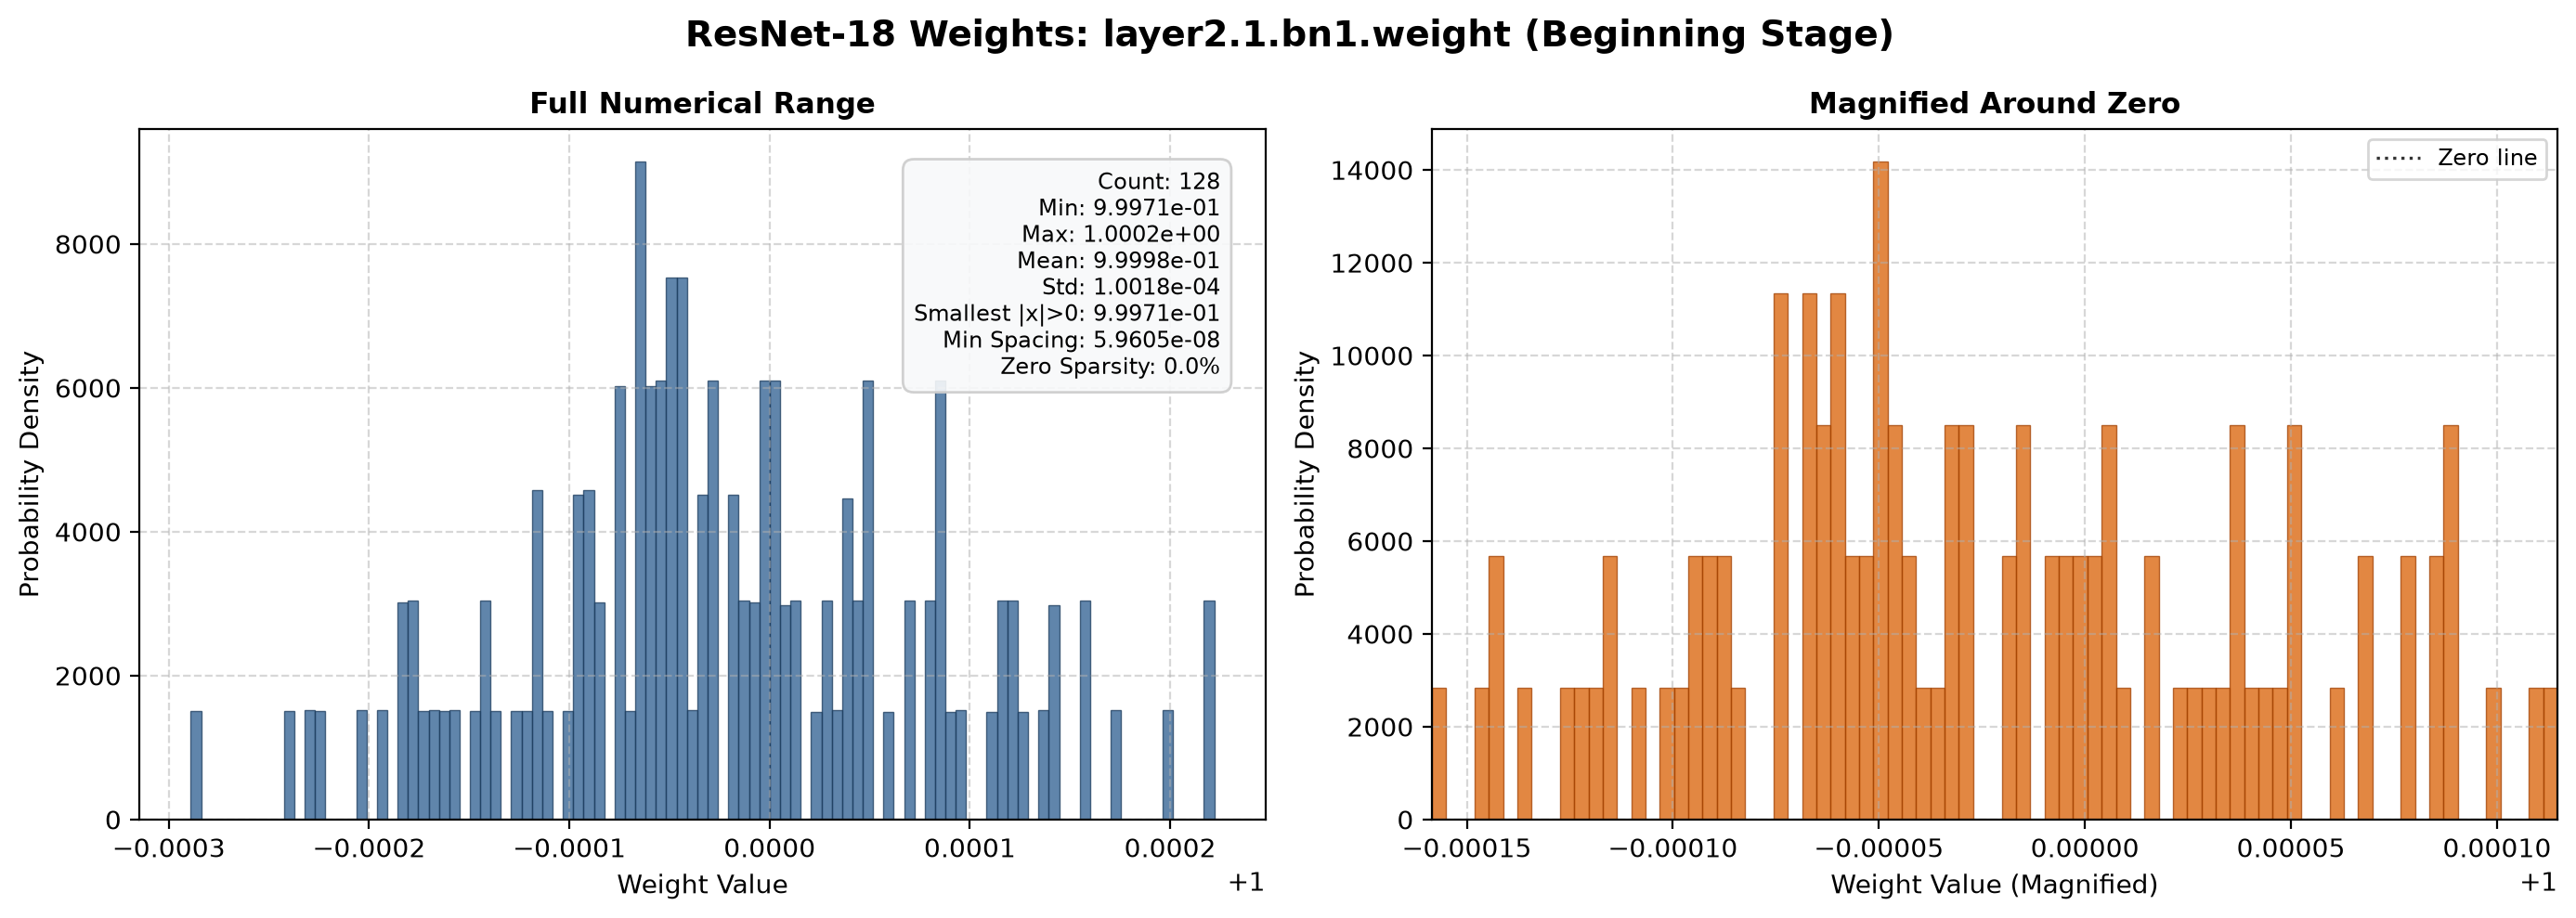 ResNet-18 Weights: layer2.1.bn1.weight (Beginning Stage)
Full Numerical Range
Probability Density
8000
6000
4000
2000
0
Count: 128
Min: 9.9971e-01
Max: 1.0002e+00
Mean: 9.9998e-01
Std: 1.0018e-04
Smallest |x|>0: 9.9971e-01
Min Spacing: 5.9605e-08
Zero Sparsity: 0.0%
−0.0003 −0.0002 −0.0001 0.0000 0.0001 0.0002
Weight Value
+1
Magnified Around Zero
Probability Density
14000
12000
10000
8000
6000
4000
2000
0
Zero line
−0.00015 −0.00010 −0.00005 0.00000 0.00005 0.00010
Weight Value (Magnified)
+1